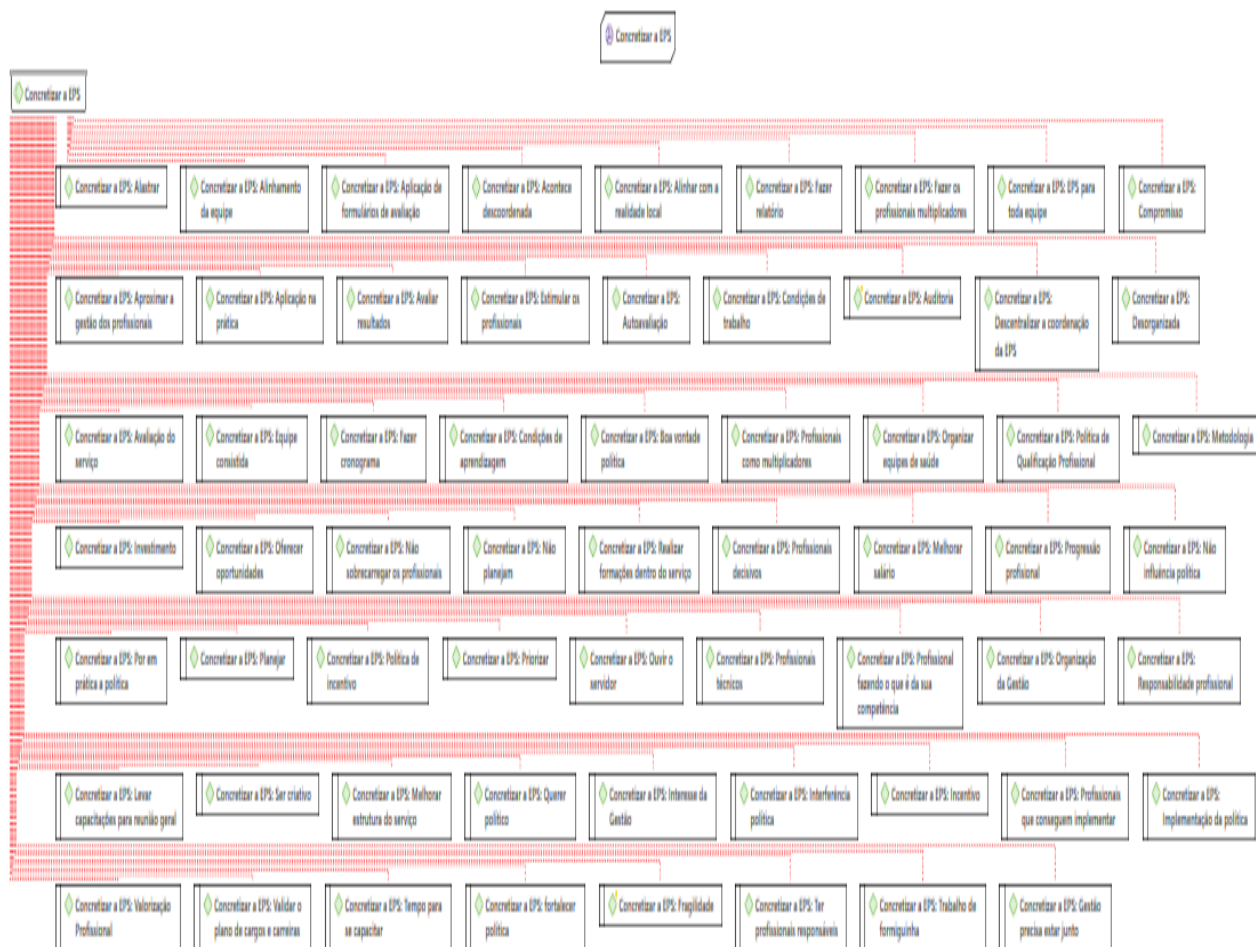 Concretizar a EPS
Concretizar a EPS
Concretizar a EPS: Alastrar
Concretizar a EPS: Alinhamento
da equipe
Concretizar a EPS: Aplicação de
formulários de avaliação
Concretizar a EPS: Acontece
descoordenada
Concretizar a EPS: Alinhar com a
realidade local
Concretizar a EPS: Fazer
relatório
Concretizar a EPS: Fazer os
profissionais multiplicadores
Concretizar a EPS: EPS para
toda equipe
Concretizar a EPS:
Compromisso
Concretizar a EPS: Aproximar a
gestão dos profissionais
Concretizar a EPS: Aplicação na
prática
Concretizar a EPS: Avaliar
resultados
Concretizar a EPS: Estimular os
profissionais
Concretizar a EPS:
Autoavaliação
Concretizar a EPS: Condições de
trabalho
Concretizar a EPS: Auditoria
Concretizar a EPS:
Descentralizar a coordenação
da EPS
Concretizar a EPS:
Desorganizada
Concretizar a EPS: Avaliação do
serviço
Concretizar a EPS: Equipe
consistida
Concretizar a EPS: Fazer
cronograma
Concretizar a EPS: Condições de
aprendizagem
Concretizar a EPS: Boa vontade
política
Concretizar a EPS: Profissionais
como multiplicadores
Concretizar a EPS: Organizar
equipes de saúde
Concretizar a EPS: Política de
Qualificação Profissional
Concretizar a EPS: Metodologia
Concretizar a EPS: Investimento
Concretizar a EPS: Oferecer
oportunidades
Concretizar a EPS: Não
sobrecarregar os profissionais
Concretizar a EPS: Não
planejam
Concretizar a EPS: Realizar
formações dentro do serviço
Concretizar a EPS: Profissionais
decisivos
Concretizar a EPS: Melhorar
salário
Concretizar a EPS: Progressão
profisional
Concretizar a EPS: Não
influência política
Concretizar a EPS: Por em
prática a política
Concretizar a EPS: Planejar
Concretizar a EPS: Política de
incentivo
Concretizar a EPS: Priorizar
Concretizar a EPS: Ouvir o
servidor
Concretizar a EPS: Profissionais
técnicos
Concretizar a EPS: Profissional
fazendo o que é da sua
competência
Concretizar a EPS: Organização
da Gestão
Concretizar a EPS:
Responsabilidade profissional
Concretizar a EPS: Levar
capacitações para reunião geral
Concretizar a EPS: Ser criativo
Concretizar a EPS: Melhorar
estrutura do serviço
Concretizar a EPS: Querer
político
Concretizar a EPS: Interesse da
Gestão
Concretizar a EPS: Interferência
política
Concretizar a EPS: Incentivo
Concretizar a EPS: Profissionais
que conseguem implementar
Concretizar a EPS:
Implementação da política
Concretizar a EPS: Valorização
Profissional
Concretizar a EPS: Validar o
plano de cargos e carreiras
Concretizar a EPS: Tempo para
se capacitar
Concretizar a EPS: fortalecer
política
Concretizar a EPS: Fragilidade
Concretizar a EPS: Ter
profissionais responsáveis
Concretizar a EPS: Trabalho de
formiguinha
Concretizar a EPS: Gestão
precisa estar junto